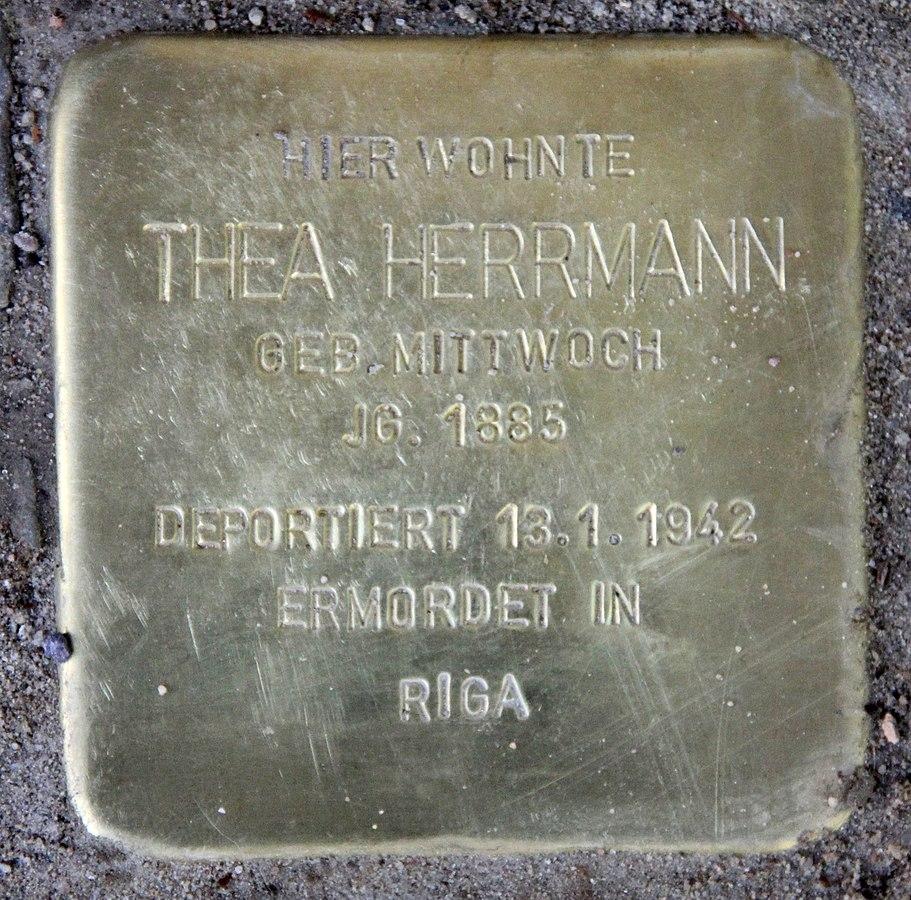 HIER WOHNTE
THEA HERRMANN
GEB. MITTWOCH
JG. 1885
DEPORTIERT 13.1.1942
ERMORDET IN
RIGA